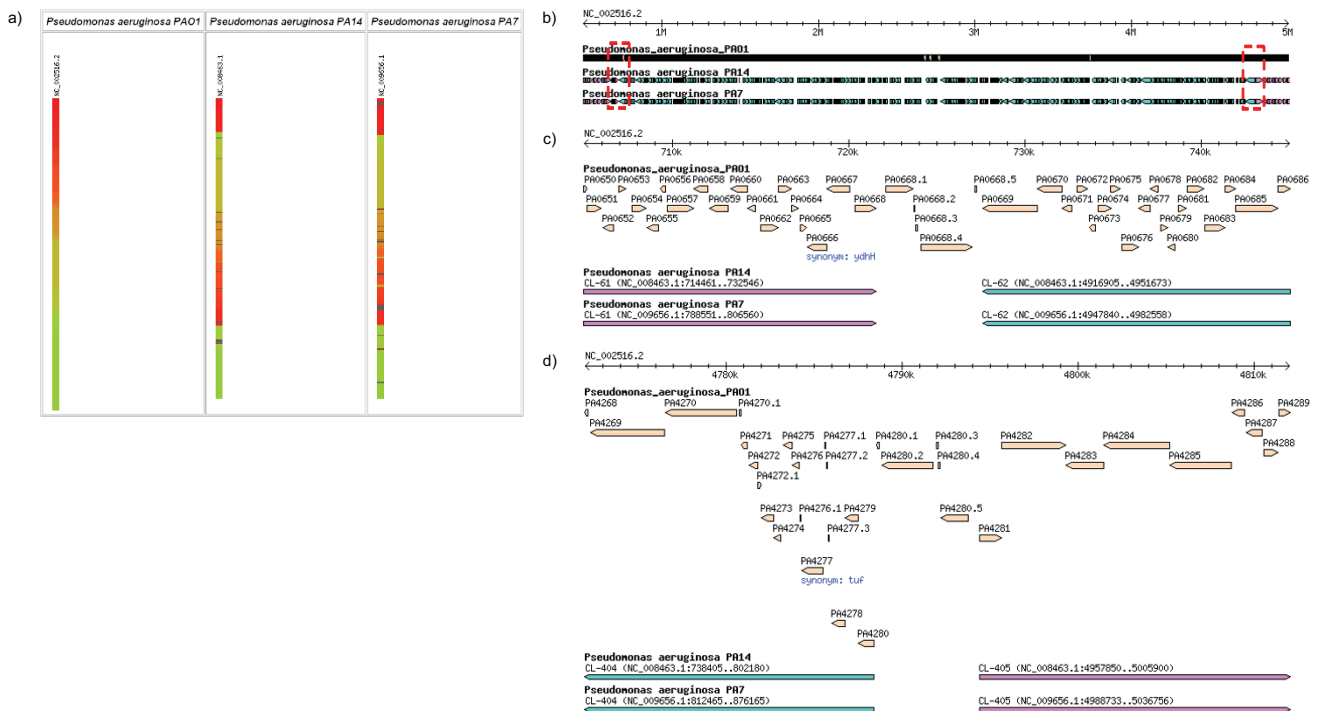 a)
Pseudomonas aeruginosa PAO1 Pseudomonas aeruginosa PA14 Pseudomonas aeruginosa PA7
NC_002516.2 NC_008463.1 NC_009656.1
b)
NC_002516.2
1M 2M 3M 4M 5M
Pseudomonas_aeruginosa_PAO1
Pseudomonas aeruginosa PA14
Pseudomonas aeruginosa PA7
c)
NC_002516.2
710k 720k 730k 740k
Pseudomonas_aeruginosa_PAO1
PA0650 PA0653 PA0656 PA0658 PA0660 PA0663 PA0667 PA0668.1 PA0668.5 PA0670 PA0672 PA0675 PA0678 PA0682 PA0684 PA0686
PA0651 PA0654 PA0657 PA0659 PA0661 PA0664 PA0668 PA0668.2 PA0669 PA0671 PA0674 PA0677 PA0681 PA0685
PA0652 PA0655 PA0662 PA0665 PA0668.3 PA0673 PA0679 PA0683
PA0666 PA0668.4 PA0676 PA0680
synonym: ydhH
Pseudomonas aeruginosa PA14
CL-61 (NC_008463.1:714461..732546) CL-62 (NC_008463.1:4916905..4951673)
Pseudomonas aeruginosa PA7
CL-61 (NC_009656.1:788551..806560) CL-62 (NC_009656.1:4947840..4982558)
d)
NC_002516.2
4780k 4790k 4800k 4810k
Pseudomonas_aeruginosa_PAO1
PA4268 PA4270 PA4270.1 PA4286 PA4289
PA4269 PA4287
PA4271 PA4275 PA4277.1 PA4280.1 PA4280.3 PA4282 PA4284 PA4288
PA4272 PA4276 PA4277.2 PA4280.2 PA4280.4 PA4283 PA4285
PA4272.1
PA4273 PA4276.1 PA4279 PA4280.5
PA4274 PA4277.3 PA4281
PA4277
synonym: tuf
PA4278
PA4280
Pseudomonas aeruginosa PA14
CL-404 (NC_008463.1:738405..802180) CL-405 (NC_008463.1:4957850..5005900)
Pseudomonas aeruginosa PA7
CL-404 (NC_009656.1:812465..876165) CL-405 (NC_009656.1:4988733..5036756)